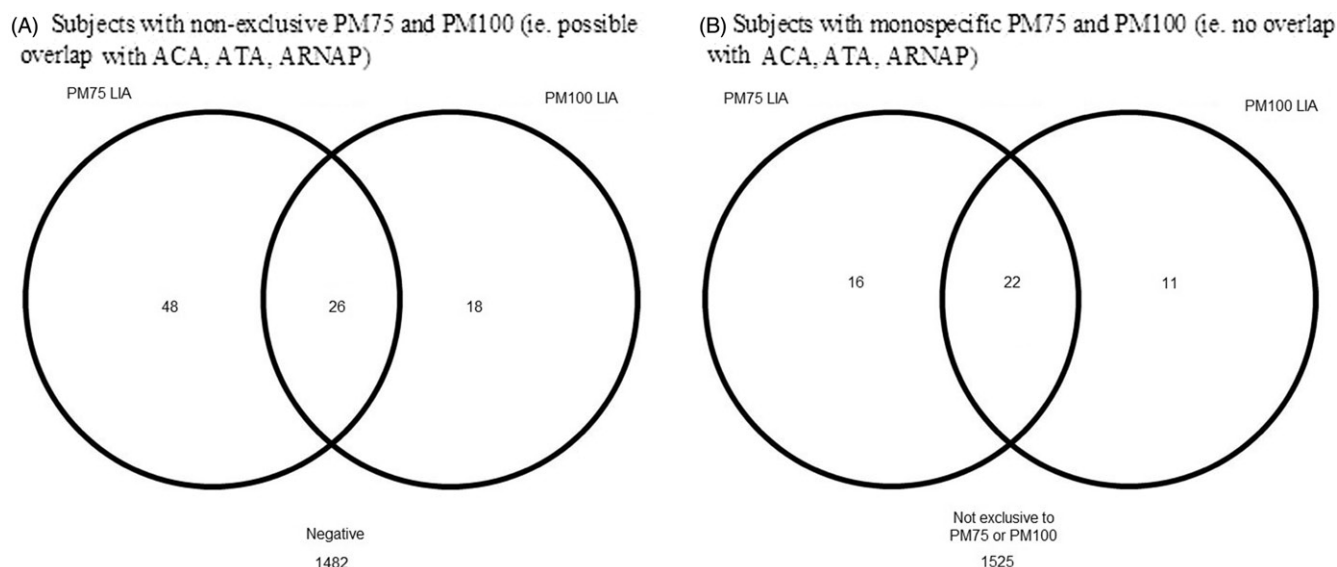 (A) Subjects with non-exclusive PM75 and PM100 (ie. possible
overlap with ACA, ATA, ARNAP)
PM75 LIA
PM100 LIA
48
26
18
Negative
1482
(B) Subjects with monospecific PM75 and PM100 (ie. no overlap
with ACA, ATA, ARNAP)
PM75 LIA
PM100 LIA
16
22
11
Not exclusive to
PM75 or PM100
1525